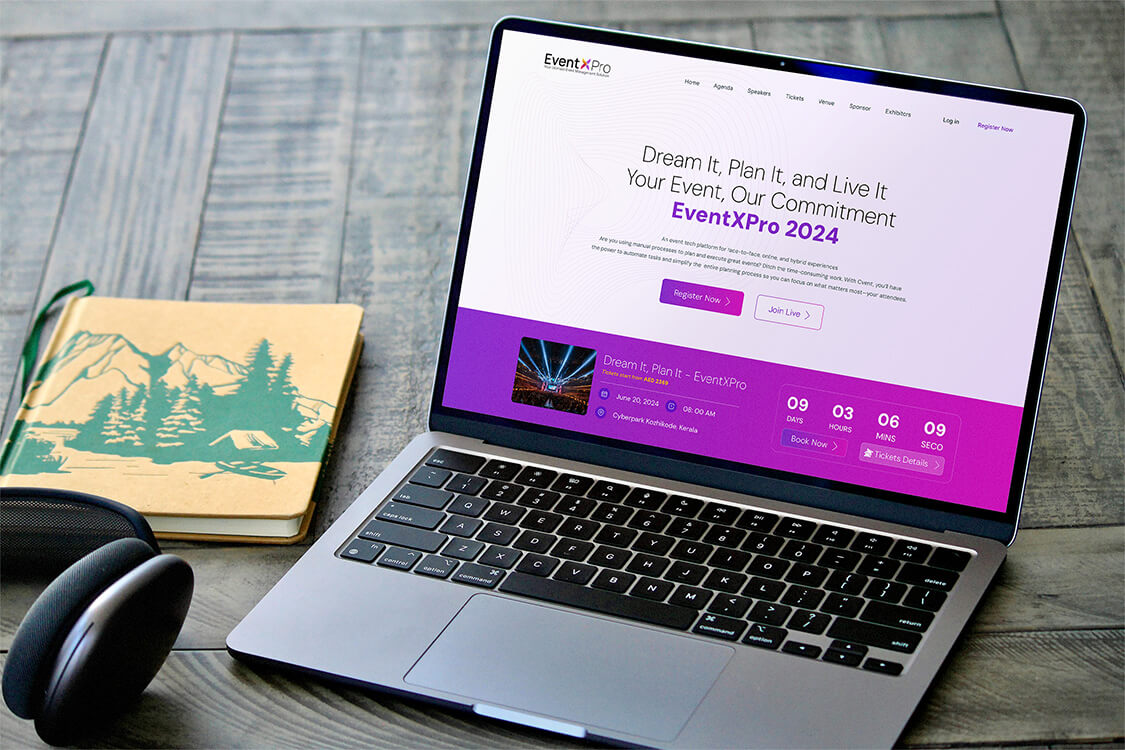 EventXPro
Your Seamless Event Management Solution
Home Agenda Speakers Tickets Venue Sponsor Exhibitors Log in Register Now
Dream It, Plan It, and Live It
Your Event, Our Commitment
EventXPro 2024
An event tech platform for face-to-face, online, and hybrid experiences
Are you using manual processes to plan and execute great events? Ditch the time-consuming work. With Cvent, you'll have
the power to automate tasks and simplify the entire planning process so you can focus on what matters most—your attendees.
Register Now
Join Live
Dream It, Plan It - EventXPro
Tickets start from AED 2369
June 20, 2024 08:00 AM
Cyberpark Kozhikode, Kerala
09 03 06 09
DAYS HOURS MINS SECO
Book Now Tickets Details
esc
tab Q W E R T Y U I O P
caps lock A S D F G H J K L
shift Z X C V B N M
fn control option command command option
delete
return
shift